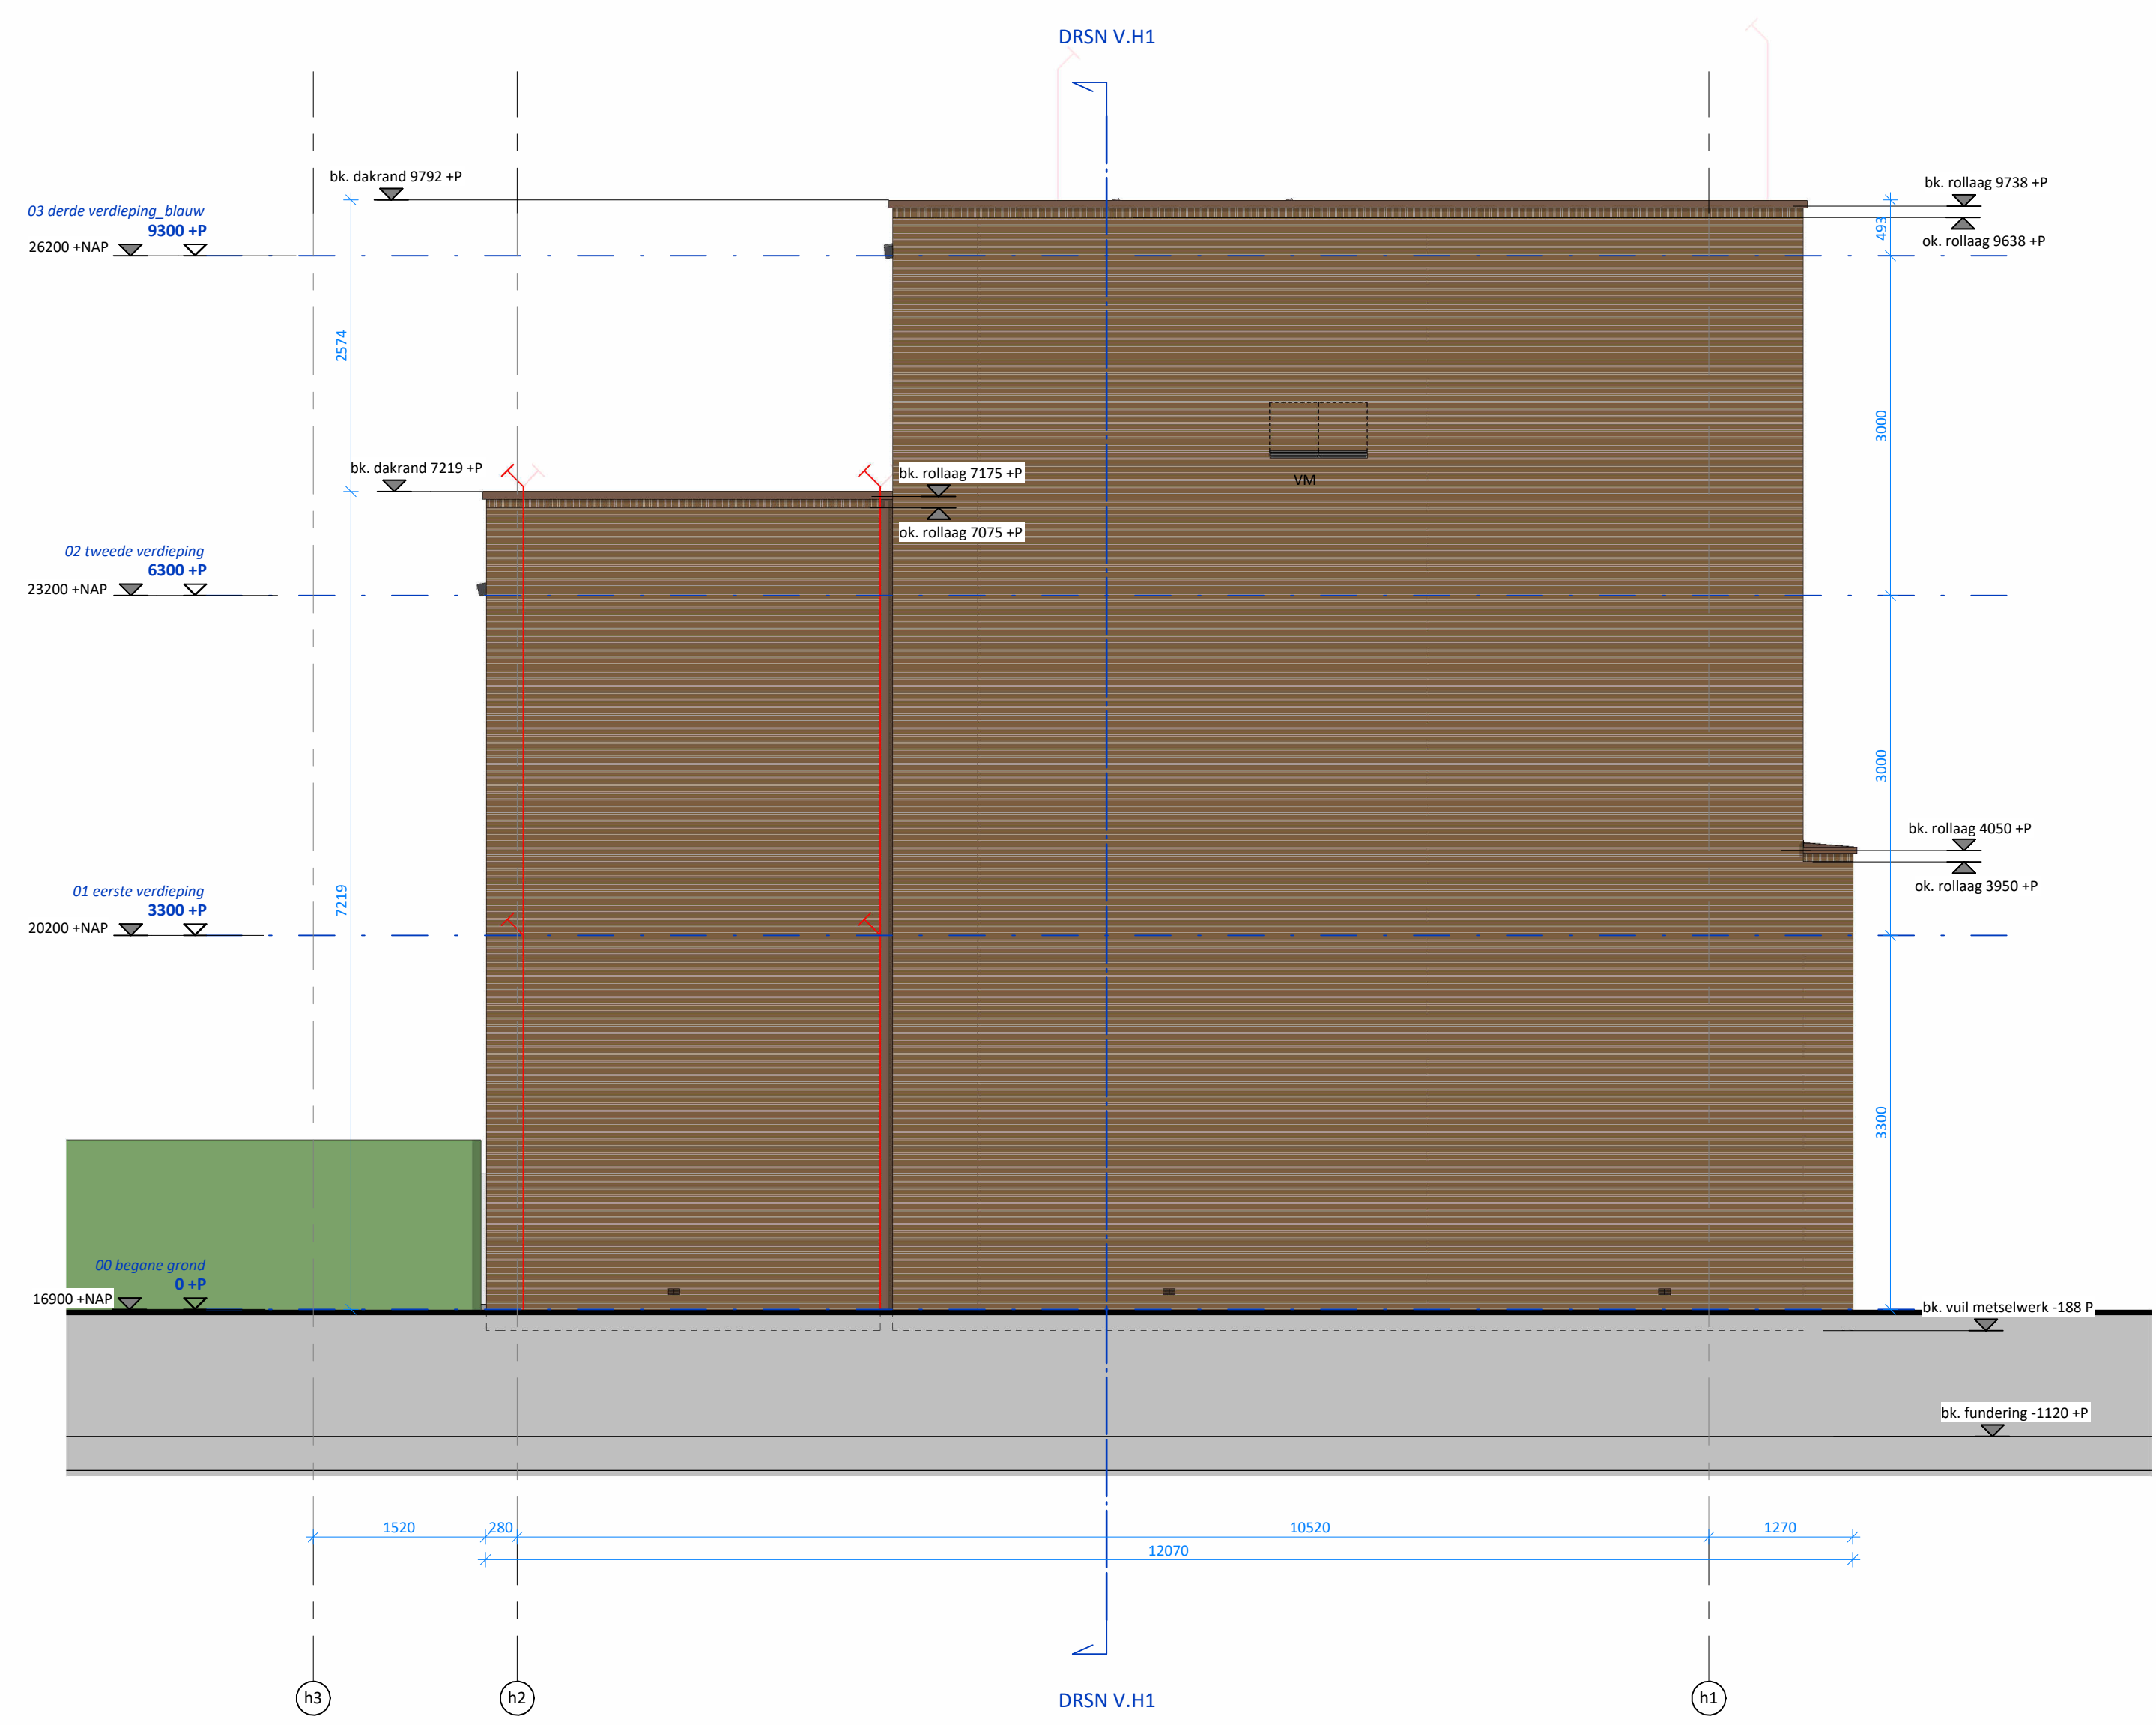 DRSN V.H1
bk. dakrand 9792 +P
bk. rollaag 9738 +P
03 derde verdieping_blauw
9300 +P
26200 +NAP
493
ok. rollaag 9638 +P
2574
3000
bk. dakrand 7219 +P
bk. rollaag 7175 +P
VM
ok. rollaag 7075 +P
02 tweede verdieping
6300 +P
23200 +NAP
3000
bk. rollaag 4050 +P
ok. rollaag 3950 +P
01 eerste verdieping
3300 +P
20200 +NAP
7219
3300
00 begane grond
0 +P
16900 +NAP
bk. vuil metselwerk -188 P
bk. fundering -1120 +P
1520
280
10520
1270
12070
h3
h2
DRSN V.H1
h1